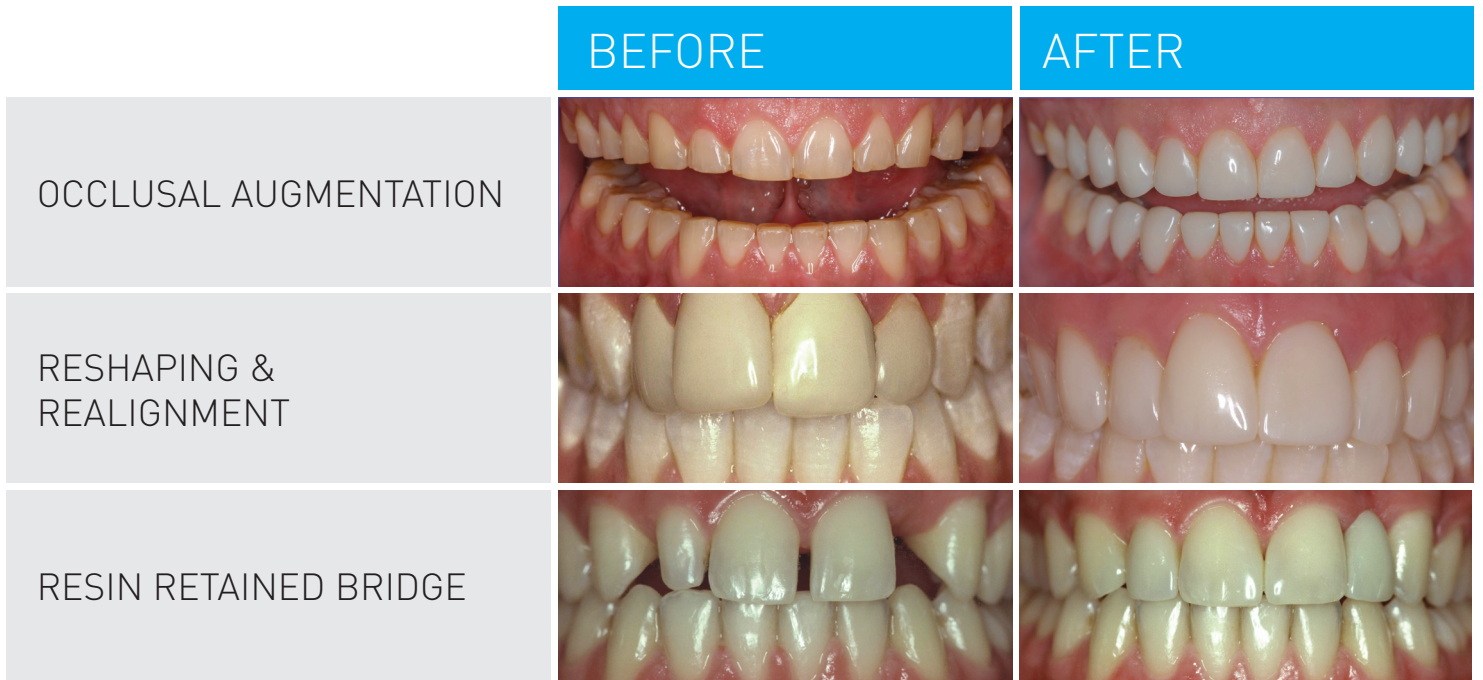 BEFORE
AFTER
OCCLUSAL AUGMENTATION
RESHAPING &
REALIGNMENT
RESIN RETAINED BRIDGE